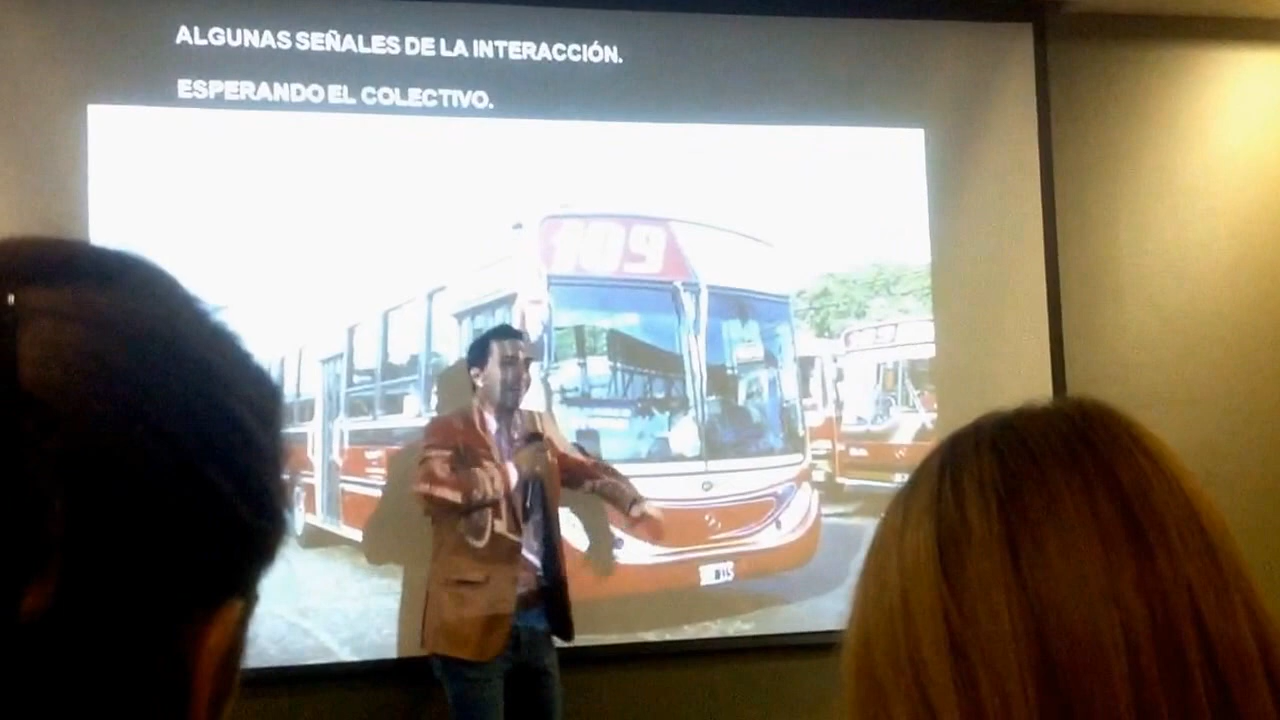 ALGUNAS SEÑALES DE LA INTERACCIÓN.
ESPERANDO EL COLECTIVO.
109